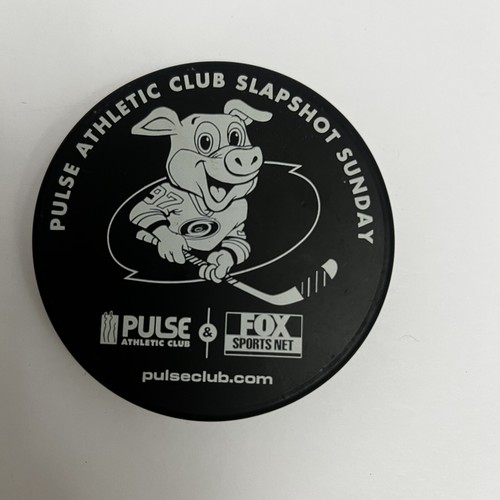 PULSE ATHLETIC CLUB SLAPSHOT SUNDAY
97
PULSE
ATHLETIC CLUB
&
FOX
SPORTS NET
pulseclub.com